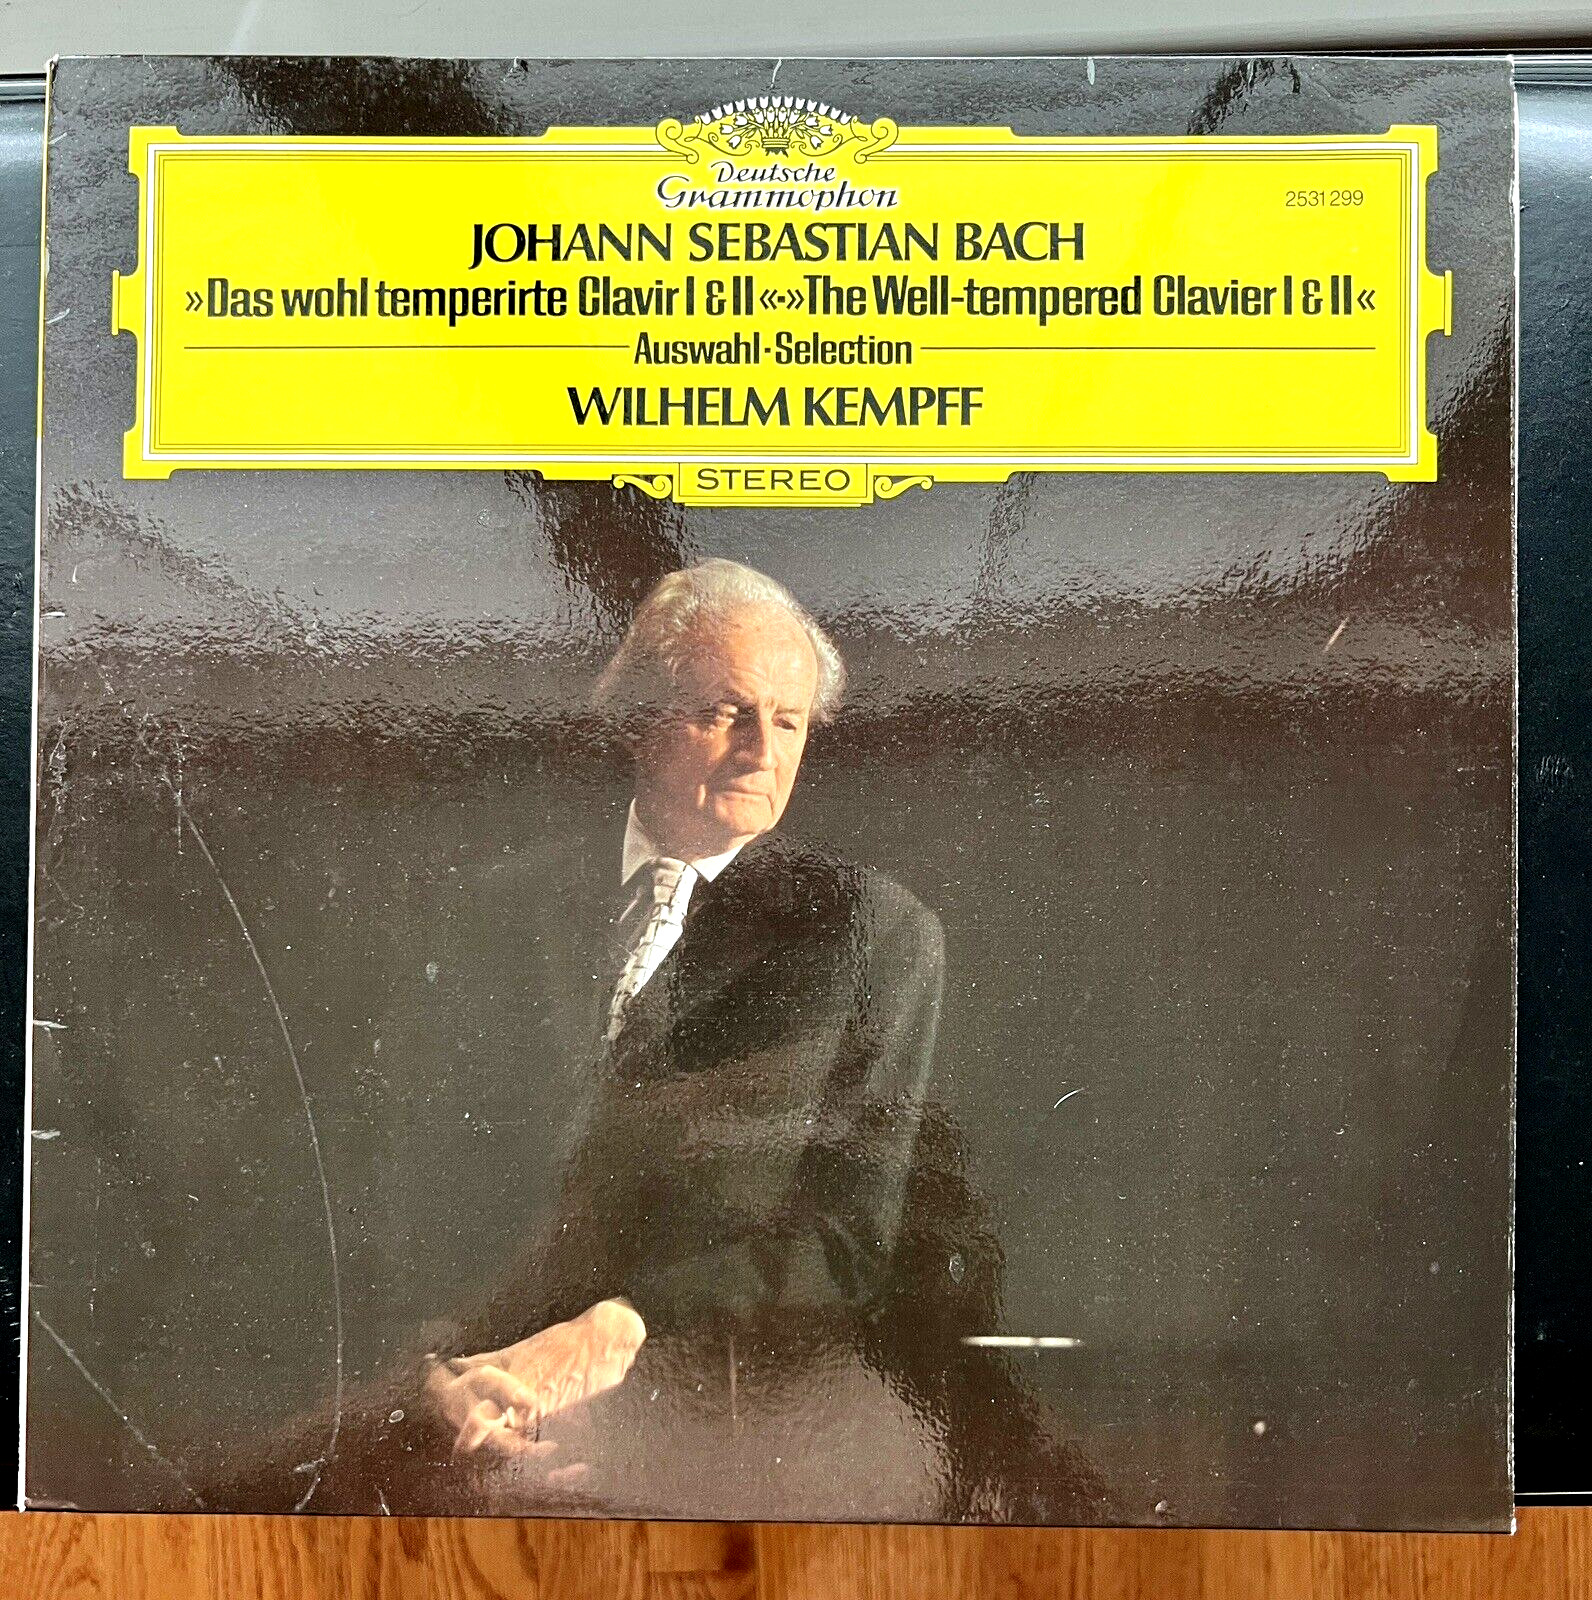 Deutsche
Grammophon
2531 299
JOHANN SEBASTIAN BACH
»Das wohl temperirte Clavir I & II«·»The Well-tempered Clavier I & II«
Auswahl·Selection
WILHELM KEMPFF
STEREO